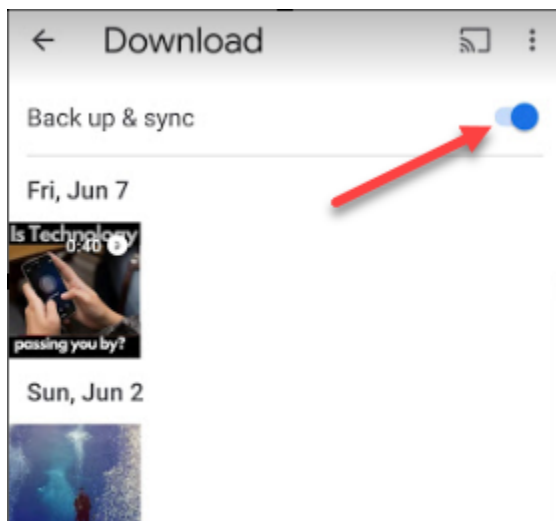 Download
Back up & sync
Fri, Jun 7
Is Technology
0:40
passing you by?
Sun, Jun 2